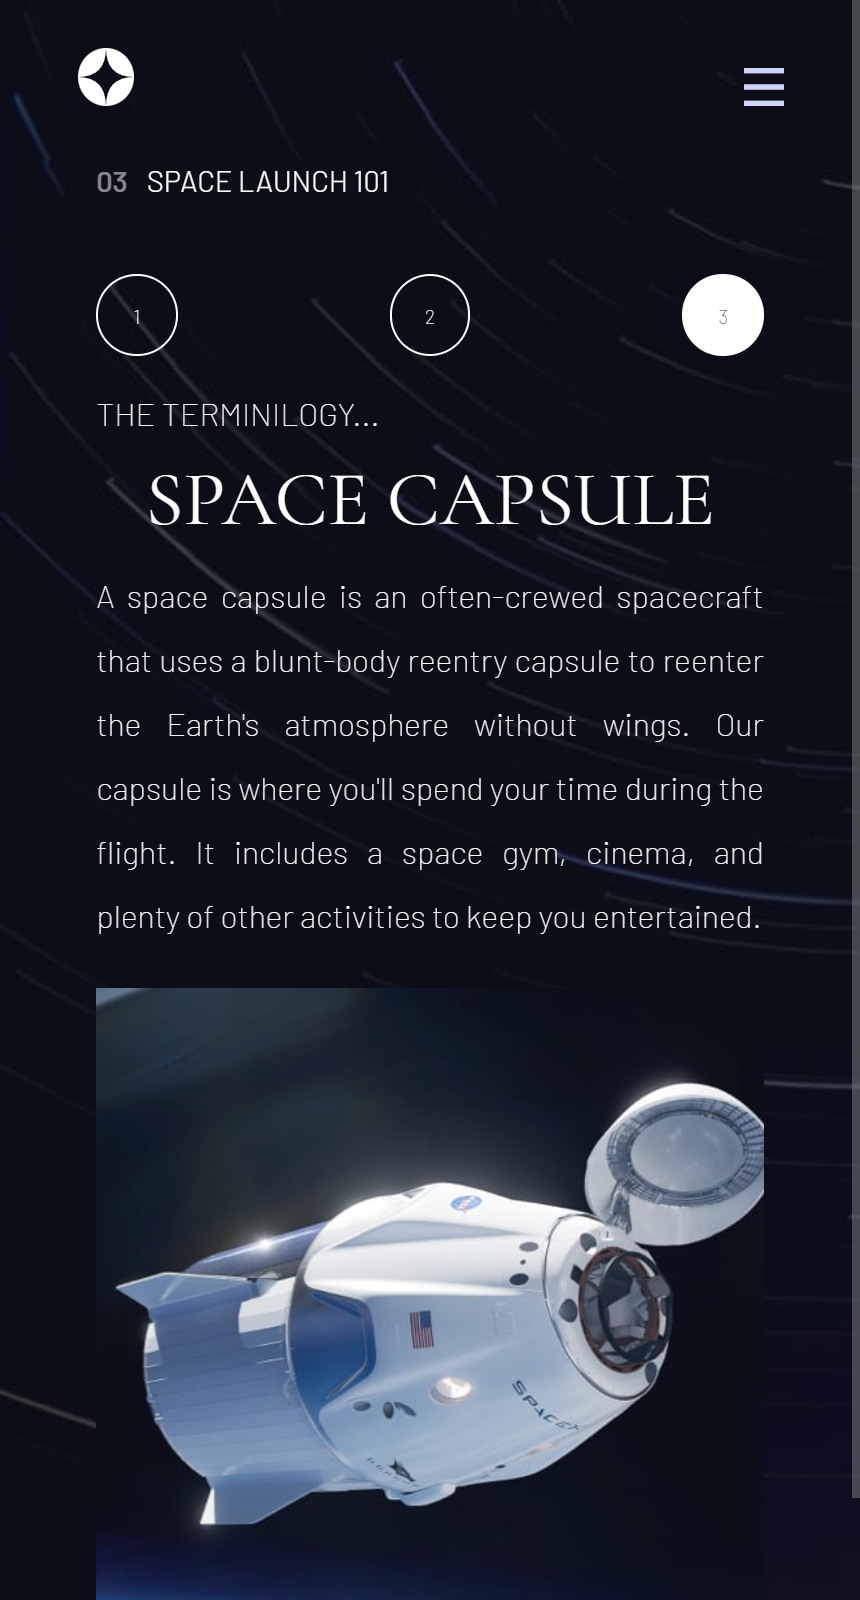 03 SPACE LAUNCH 101
1 2 3
THE TERMINILOGY...
SPACE CAPSULE
A space capsule is an often-crewed spacecraft
that uses a blunt-body reentry capsule to reenter
the Earth's atmosphere without wings. Our
capsule is where you'll spend your time during the
flight. It includes a space gym, cinema, and
plenty of other activities to keep you entertained.
NASA
SPACEX